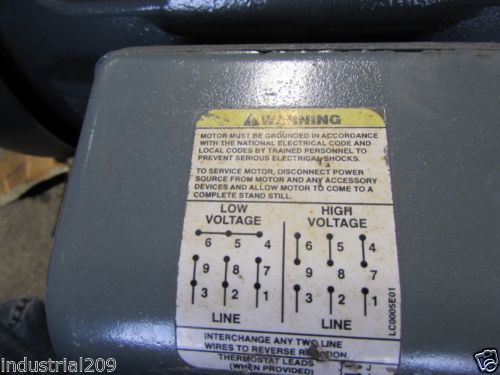 WARNING
MOTOR MUST BE GROUNDED IN ACCORDANCE
WITH THE NATIONAL ELECTRICAL CODE AND
LOCAL CODES BY TRAINED PERSONNEL TO
PREVENT SERIOUS ELECTRICAL SHOCKS.
TO SERVICE MOTOR, DISCONNECT POWER
SOURCE FROM MOTOR AND ANY ACCESSORY
DEVICES AND ALLOW MOTOR TO COME TO A
COMPLETE STAND STILL.
LOW
VOLTAGE
6 5 4
9 8 7
3 2 1
LINE
HIGH
VOLTAGE
6 5 4
9 8 7
3 2 1
LINE
LC0005E01
INTERCHANGE ANY TWO LINE
WIRES TO REVERSE ROTATION
THERMOSTAT LEADS
(WHEN PROVIDED)
J
industrial209